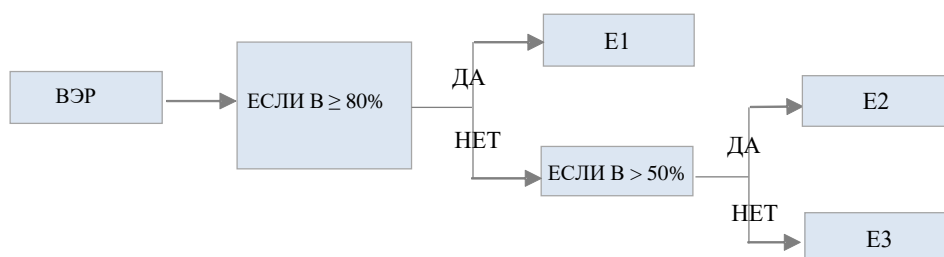 Е1
ДА
ВЭР
ЕСЛИ В ≥ 80%
Е2
НЕТ
ДА
ЕСЛИ В > 50%
НЕТ
Е3